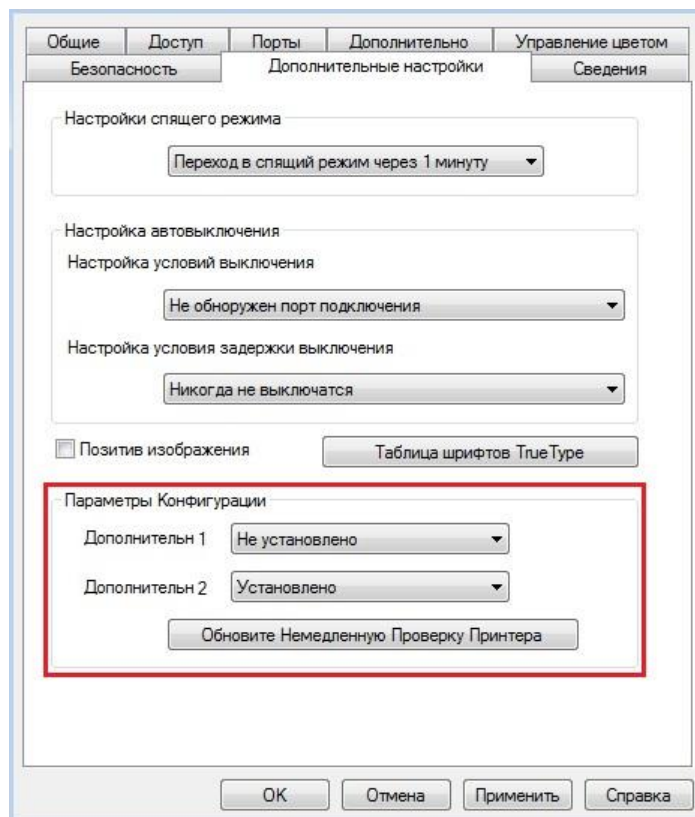 Общие Доступ Порты Дополнительно Управление цветом
Безопасность Дополнительные настройки Сведения
Настройки спящего режима
Переход в спящий режим через 1 минуту
Настройка автовыключения
Настройка условий выключения
Не обноружен порт подключения
Настройка условия задержки выключения
Никогда не выключатся
Позитив изображения Таблица шрифтов TrueType
Параметры Конфигурации
Дополнительн 1 Не установлено
Дополнительн 2 Установлено
Обновите Немедленную Проверку Принтера
OK Отмена Применить Справка